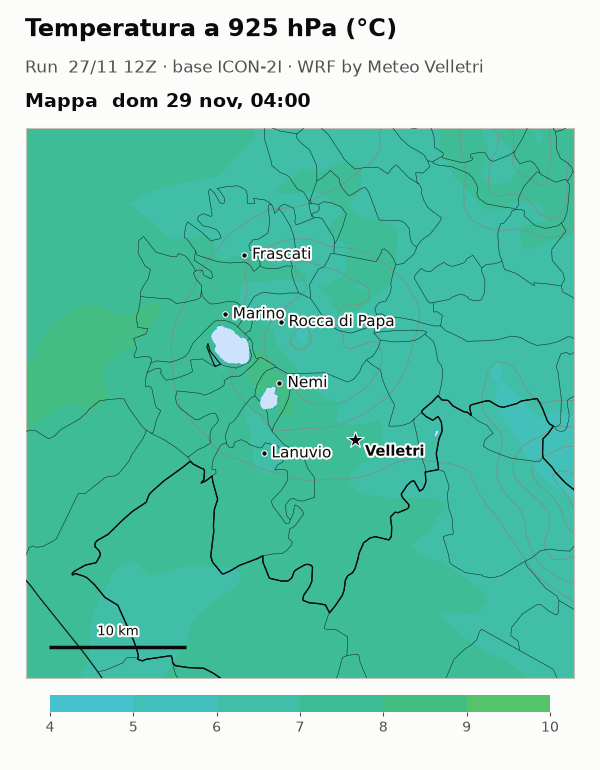 Temperatura a 925 hPa (°C)
Run  27/11 12Z · base ICON-2I · WRF by Meteo Velletri
Mappa  dom 29 nov, 04:00
Frascati
Marino
Rocca di Papa
Nemi
Velletri
Lanuvio
10 km
4 5 6 7 8 9 10